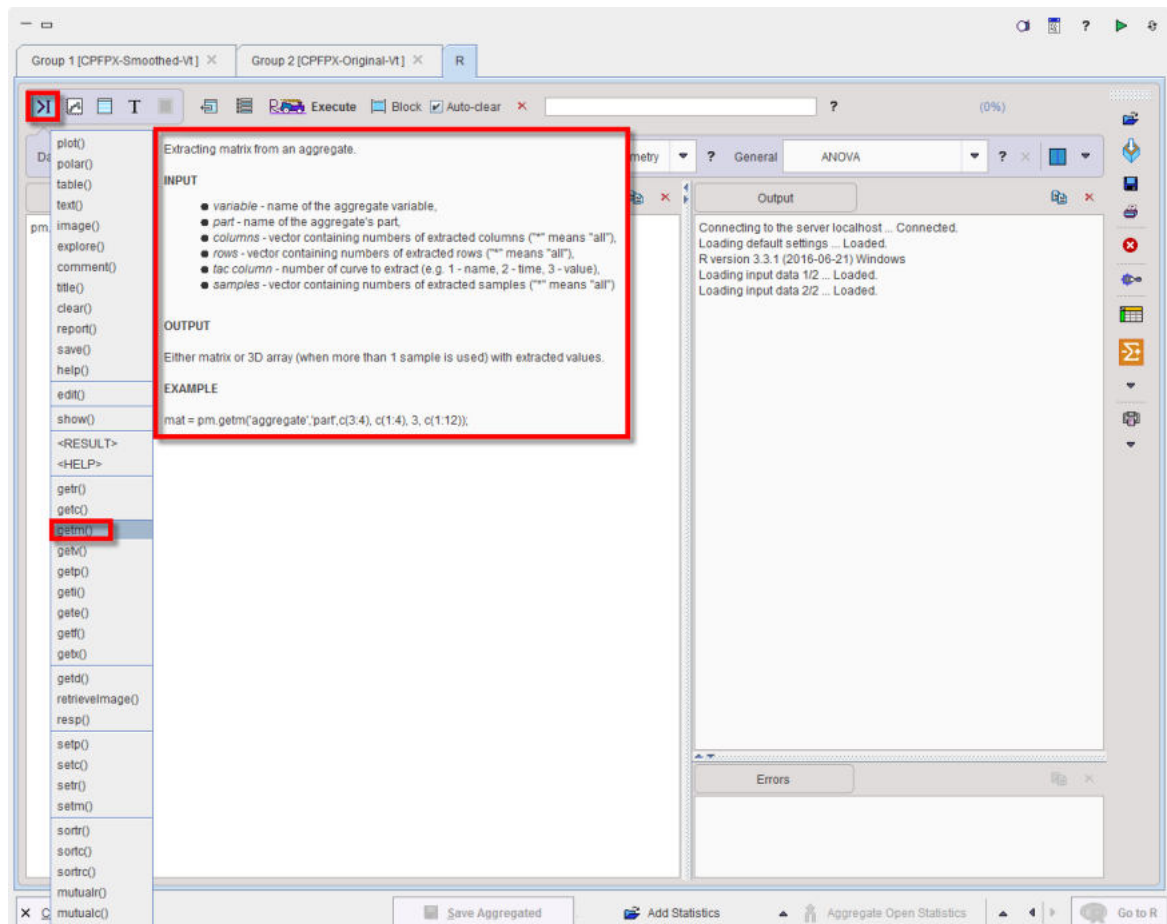 Group 1 [CPFPX-Smoothed-Vt]
Group 2 [CPFPX-Original-Vt]
R
T
Execute
Block
Auto-clear
?
(0%)
?
metry
?
General
ANOVA
?
plot()
polar()
table()
text()
image()
explore()
comment()
title()
clear()
report()
save()
help()
edit()
show()
<RESULT>
<HELP>
getr()
getc()
getm()
getv()
getp()
geti()
gete()
getf()
getx()
getd()
retrieveImage()
resp()
setp()
setc()
setr()
setm()
sortr()
sortc()
sortrc()
mutualr()
mutualc()
Extracting matrix from an aggregate.
INPUT
variable - name of the aggregate variable,
part - name of the aggregate's part,
columns - vector containing numbers of extracted columns ("*" means "all"),
rows - vector containing numbers of extracted rows ("*" means "all"),
tac column - number of curve to extract (e.g. 1 - name, 2 - time, 3 - value),
samples - vector containing numbers of extracted samples ("*" means "all")
OUTPUT
Either matrix or 3D array (when more than 1 sample is used) with extracted values.
EXAMPLE
mat = pm.getm('aggregate','part',c(3:4), c(1:4), 3, c(1:12));
pm.
Output
Connecting to the server localhost ... Connected.
Loading default settings ... Loaded.
R version 3.3.1 (2016-06-21) Windows
Loading input data 1/2 ... Loaded.
Loading input data 2/2 ... Loaded.
Errors
Save Aggregated
Add Statistics
Aggregate Open Statistics
Go to R